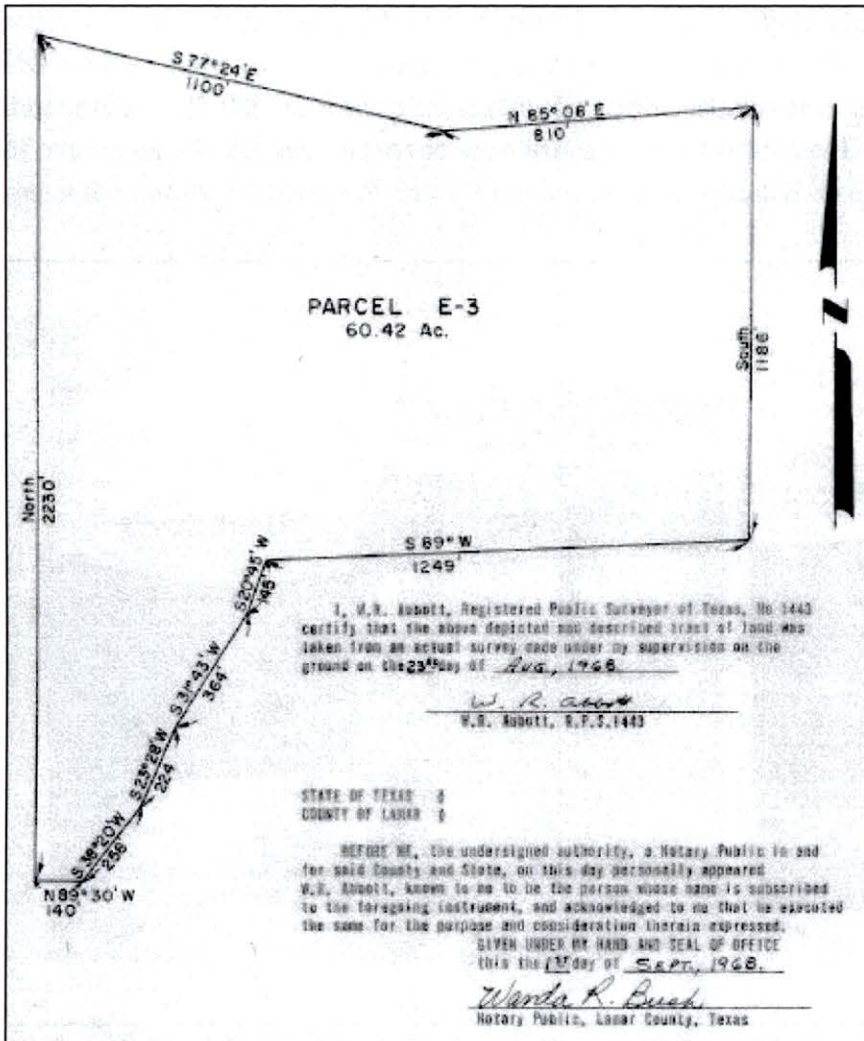 S 77°24'E
1100'
N 85°06'E
810'
PARCEL E-3
60.42 Ac.
N
South
1186'
North
2230'
S 89° W
1249'
S20°45' W
145'
S 31°43' W
364'
S 23°28' W
224'
S 38°20' W
258'
N89°30' W
140'
I, W.R. Abbott, Registered Public Surveyor of Texas, No 1443
certify that the above depicted and described tract of land was
taken from an actual survey made under my supervision on the
ground on the 23rd day of AUG, 1968.
W. R. Abbott
W.R. Abbott, R.P.S.1443
STATE OF TEXAS
COUNTY OF LAMAR
BEFORE ME, the undersigned authority, a Notary Public in and
for said County and State, on this day personally appeared
W.R. Abbott, known to me to be the person whose name is subscribed
to the foregoing instrument, and acknowledged to me that he executed
the same for the purpose and consideration therein expressed.
GIVEN UNDER MY HAND AND SEAL OF OFFICE
this the 1st day of SEPT, 1968.
Wanda R. Bush
Notary Public, Lamar County, Texas